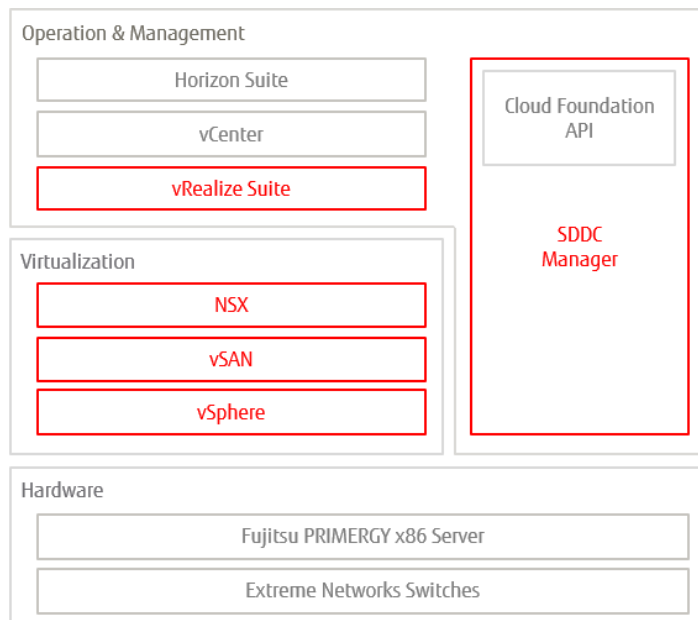 Operation & Management
Horizon Suite
vCenter
vRealize Suite
Cloud Foundation
API
SDDC
Manager
Virtualization
NSX
vSAN
vSphere
Hardware
Fujitsu PRIMERGY x86 Server
Extreme Networks Switches